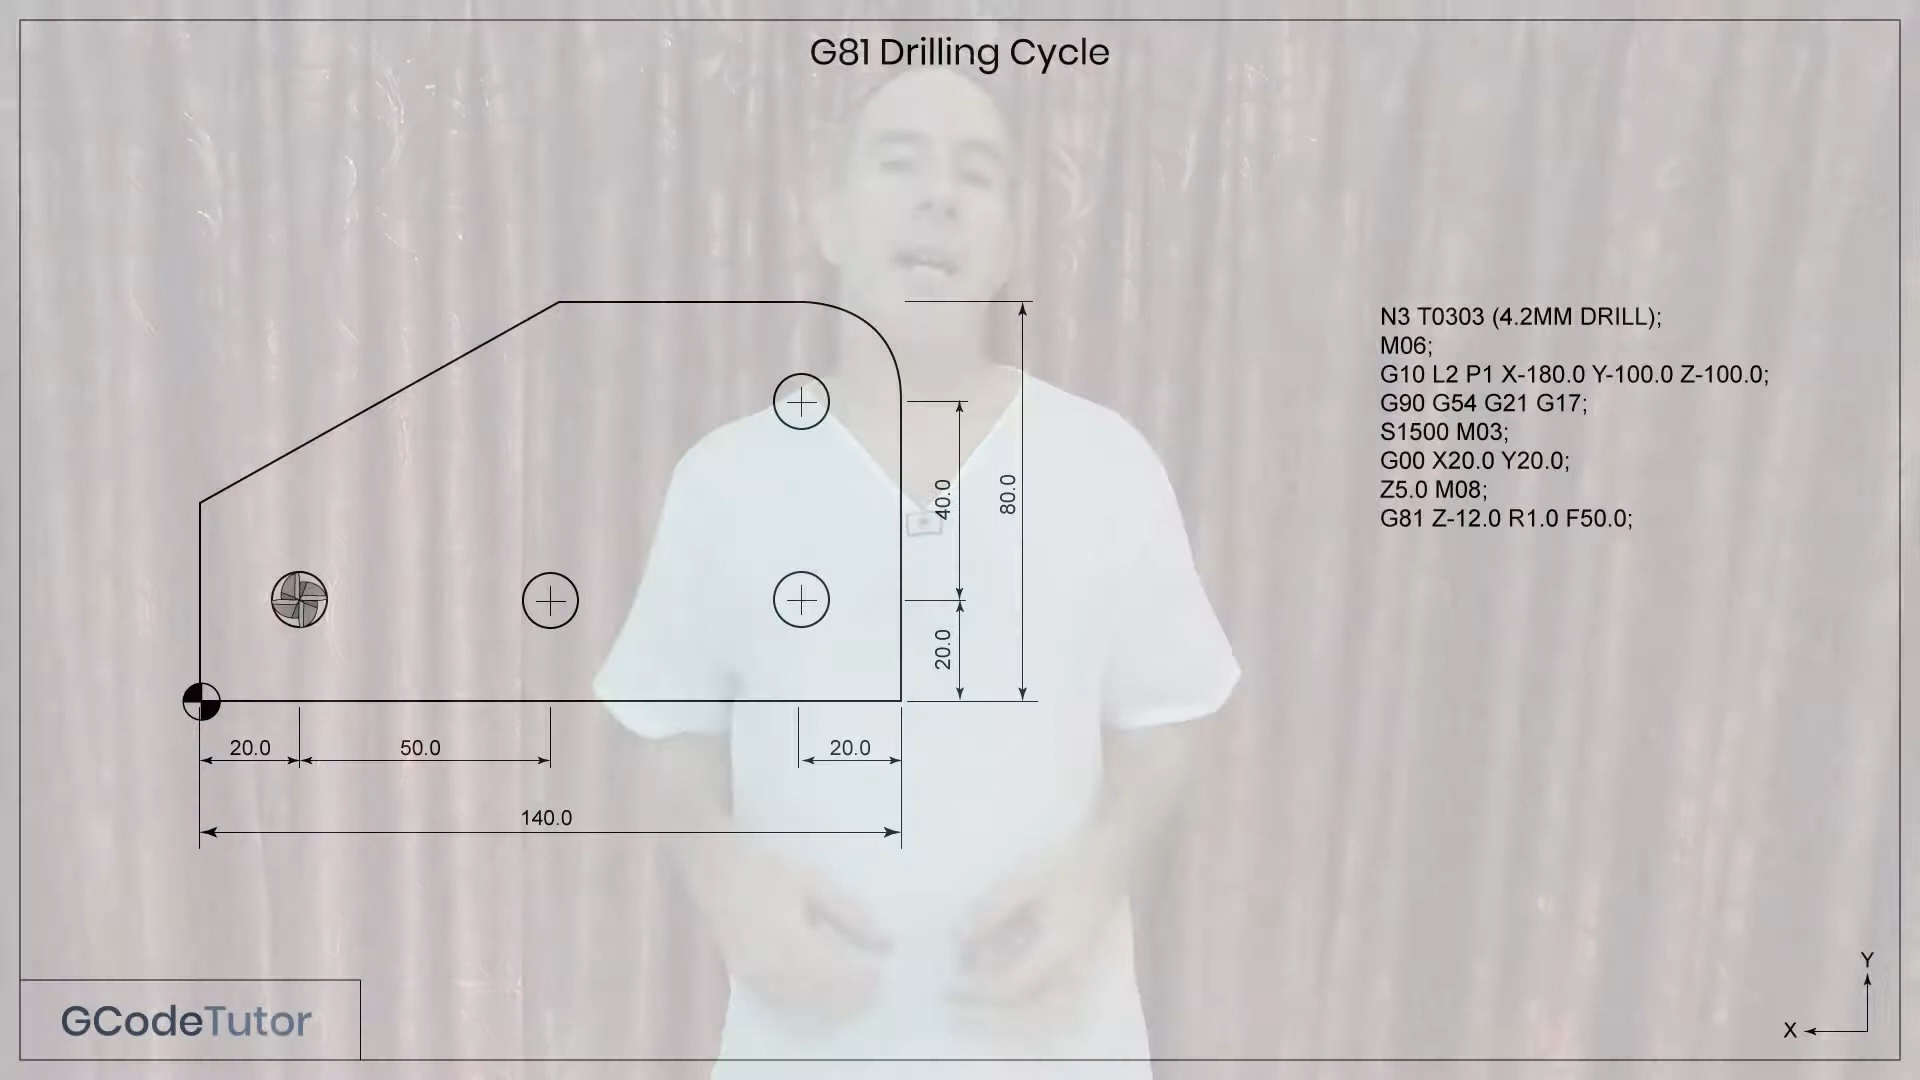 G81 Drilling Cycle
N3 T0303 (4.2MM DRILL);
M06;
G10 L2 P1 X-180.0 Y-100.0 Z-100.0;
G90 G54 G21 G17;
S1500 M03;
G00 X20.0 Y20.0;
Z5.0 M08;
G81 Z-12.0 R1.0 F50.0;
40.0
80.0
20.0
20.0
50.0
20.0
140.0
Y
X
GCodeTutor